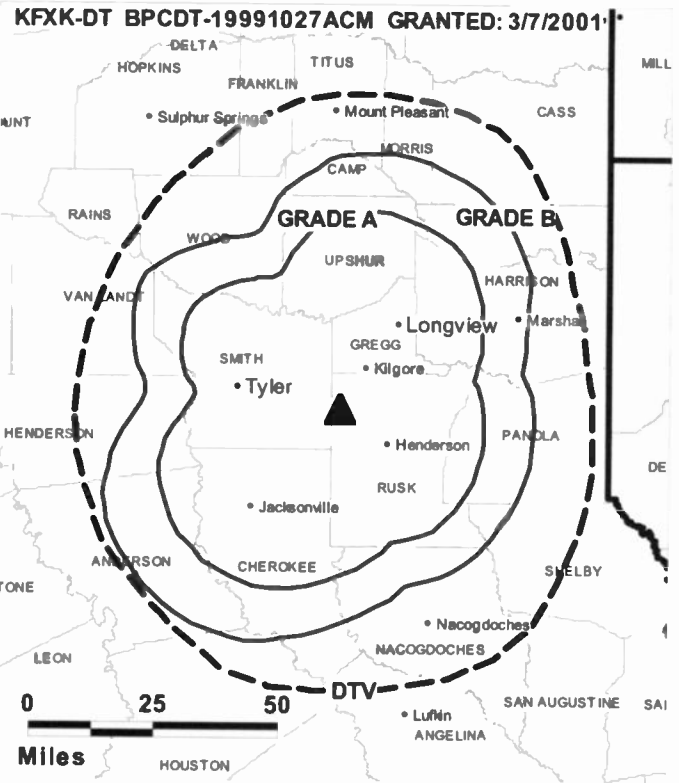 KFXK-DT BPCDT-19991027ACM GRANTED: 3/7/2001
DELTA
HOPKINS
TITUS
MILL
FRANKLIN
Sulphur Springs
Mount Pleasant
CASS
MORRIS
CAMP
RAINS
GRADE A
GRADE B
WOOD
UPSHUR
HARRISON
VAN ZANDT
Longview
Marshall
GREGG
SMITH
Kilgore
Tyler
HENDERSON
Henderson
PANOLA
DE
RUSK
Jacksonville
ANDERSON
CHEROKEE
SHELBY
Nacogdoches
NACOGDOCHES
LEON
DTV
0 25 50
SAN AUGUSTINE
SAI
Lufkin
ANGELINA
Miles
HOUSTON